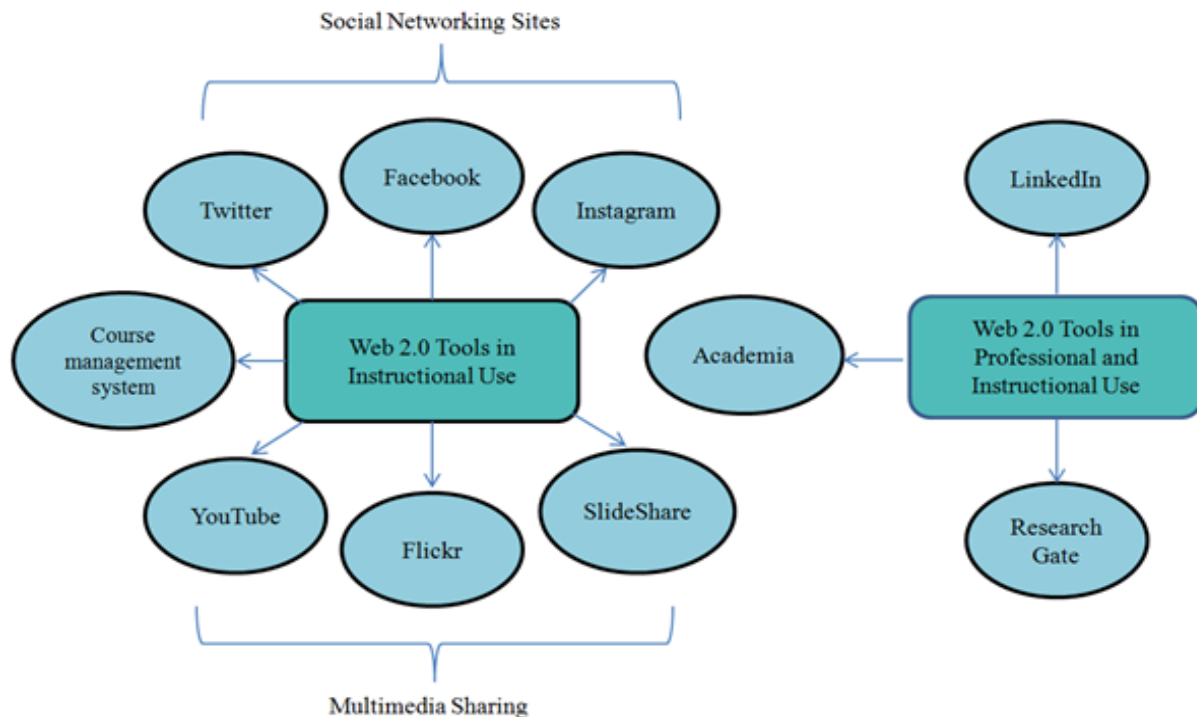 Social Networking Sites
Facebook
Twitter
Instagram
LinkedIn
Course
management
system
Web 2.0 Tools in
Instructional Use
Academia
Web 2.0 Tools in
Professional and
Instructional Use
YouTube
Flickr
SlideShare
Research
Gate
Multimedia Sharing